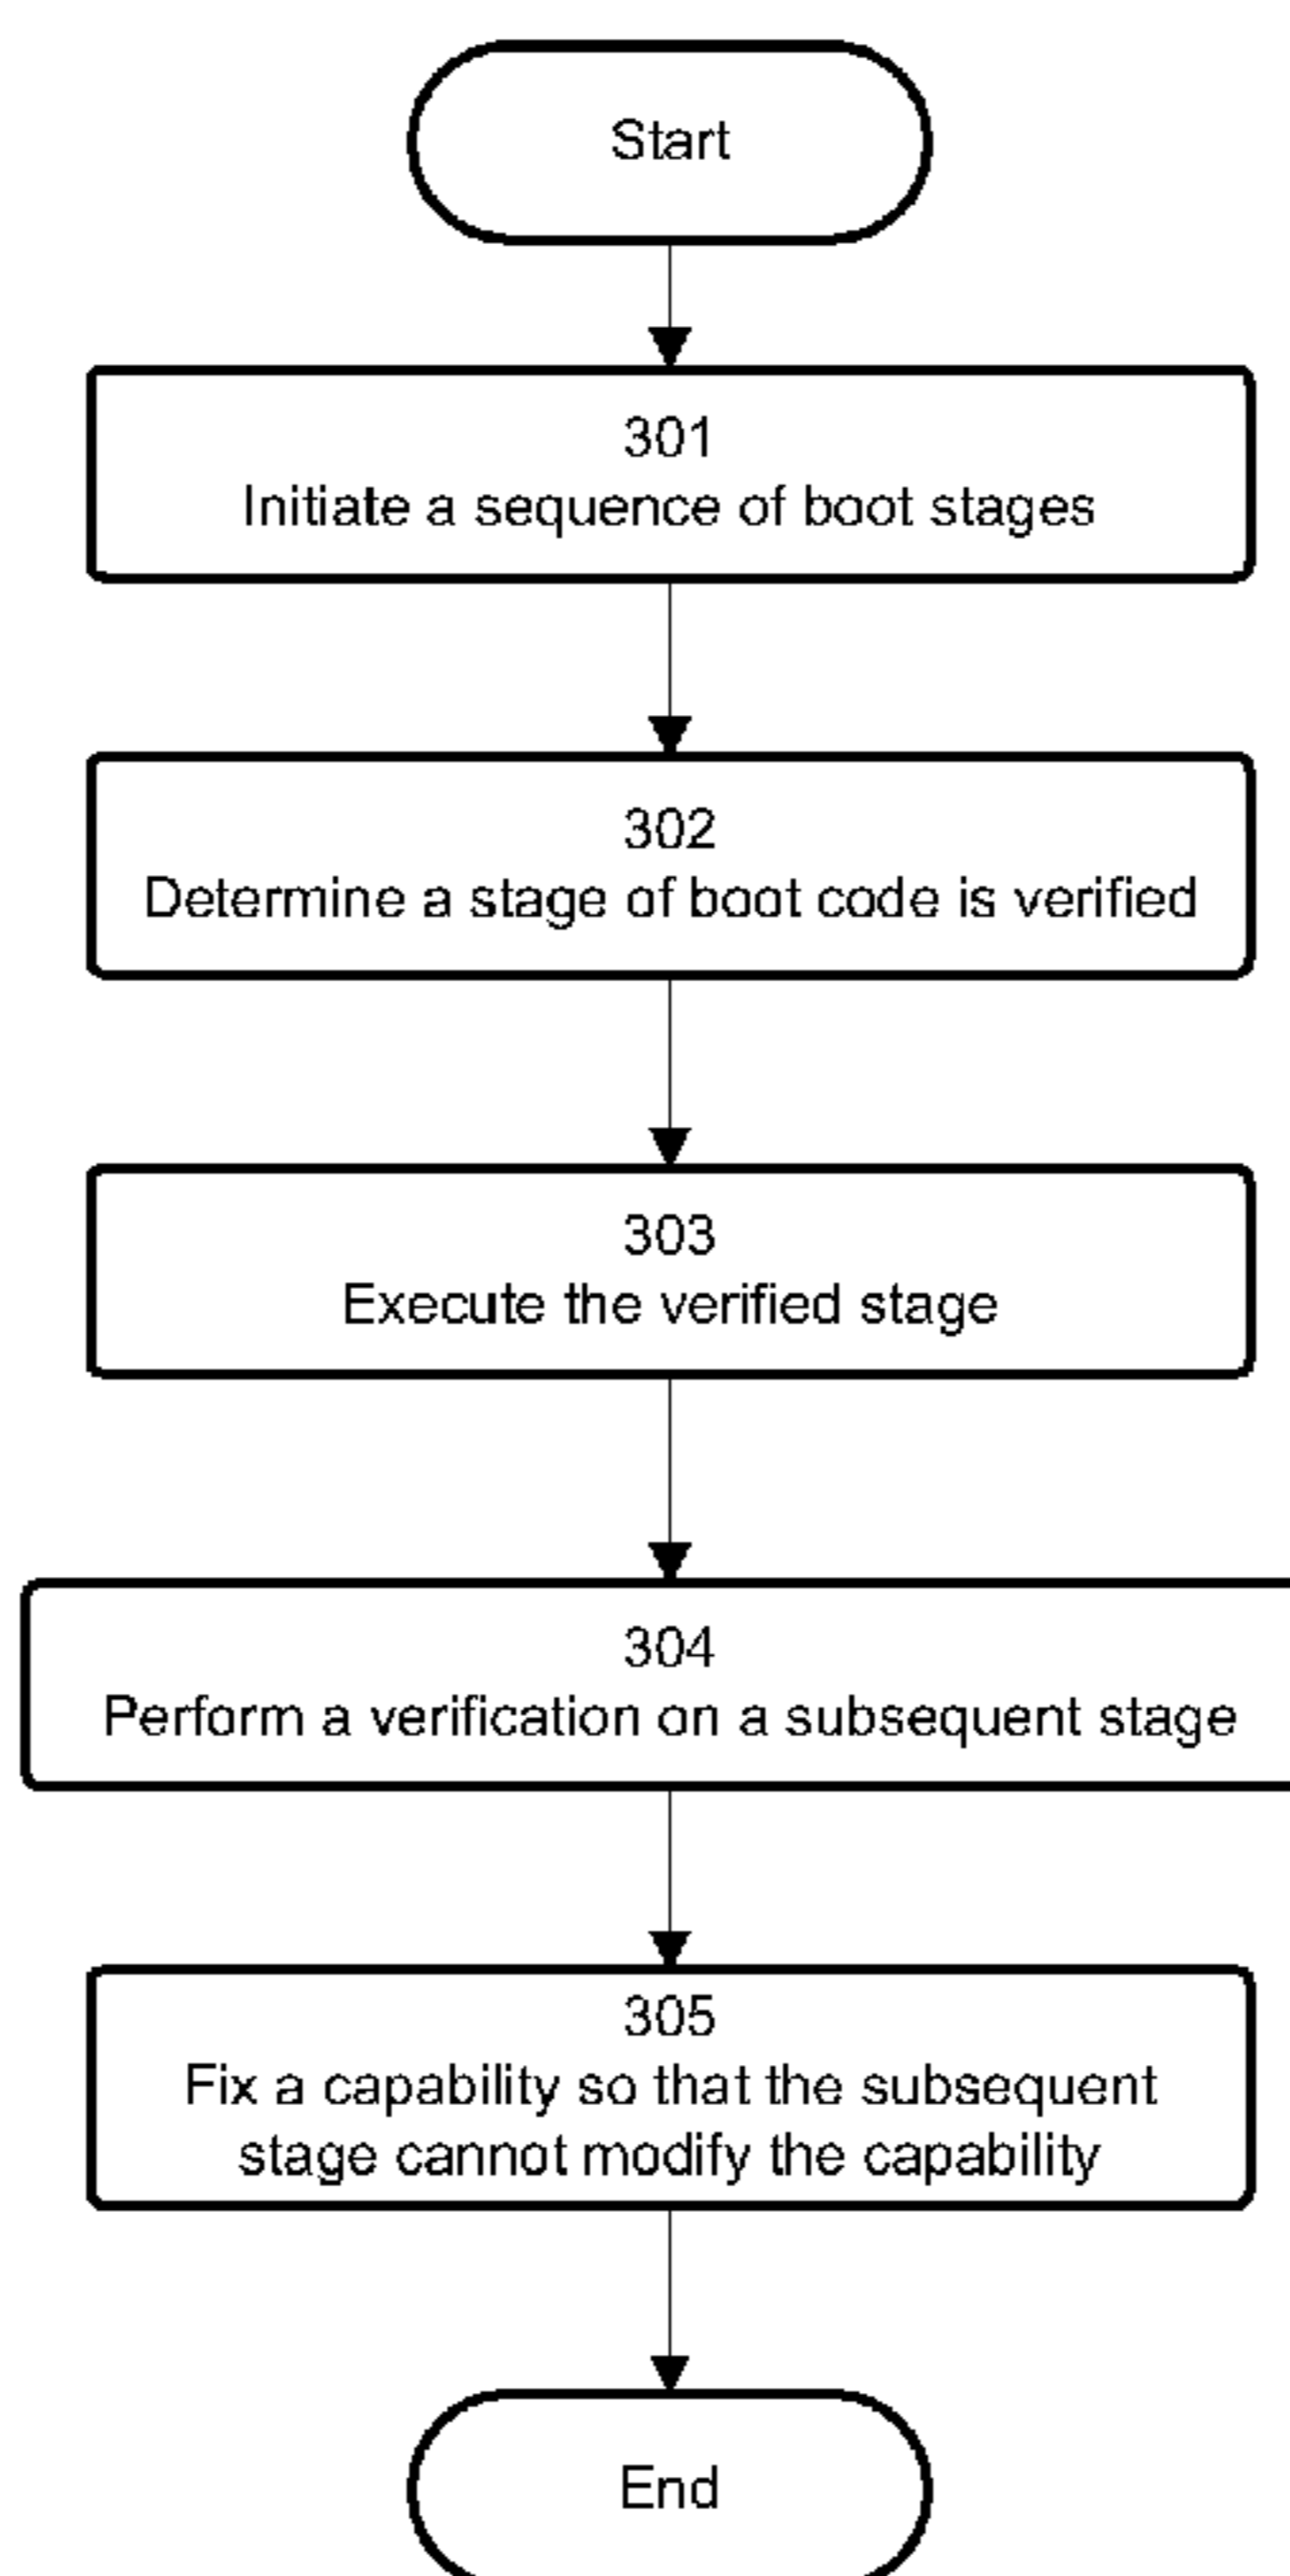 Start
301
Initiate a sequence of boot stages
302
Determine a stage of boot code is verified
303
Execute the verified stage
304
Perform a verification on a subsequent stage
305
Fix a capability so that the subsequent
stage cannot modify the capability
End